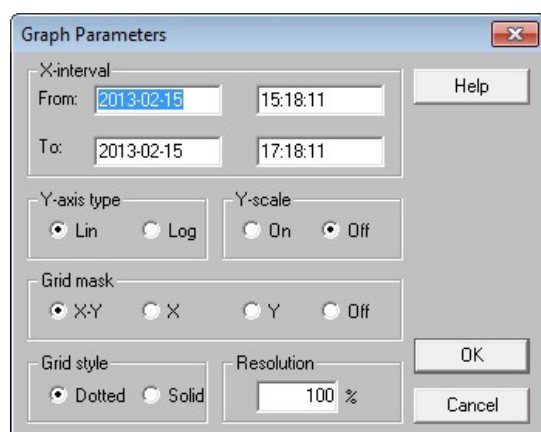 Graph Parameters
X-interval
From: 2013-02-15 15:18:11
Help
To: 2013-02-15 17:18:11
Y-axis type
Y-scale
Lin Log
On Off
Grid mask
X-Y X Y Off
Grid style
Resolution
OK
Dotted Solid
100 %
Cancel